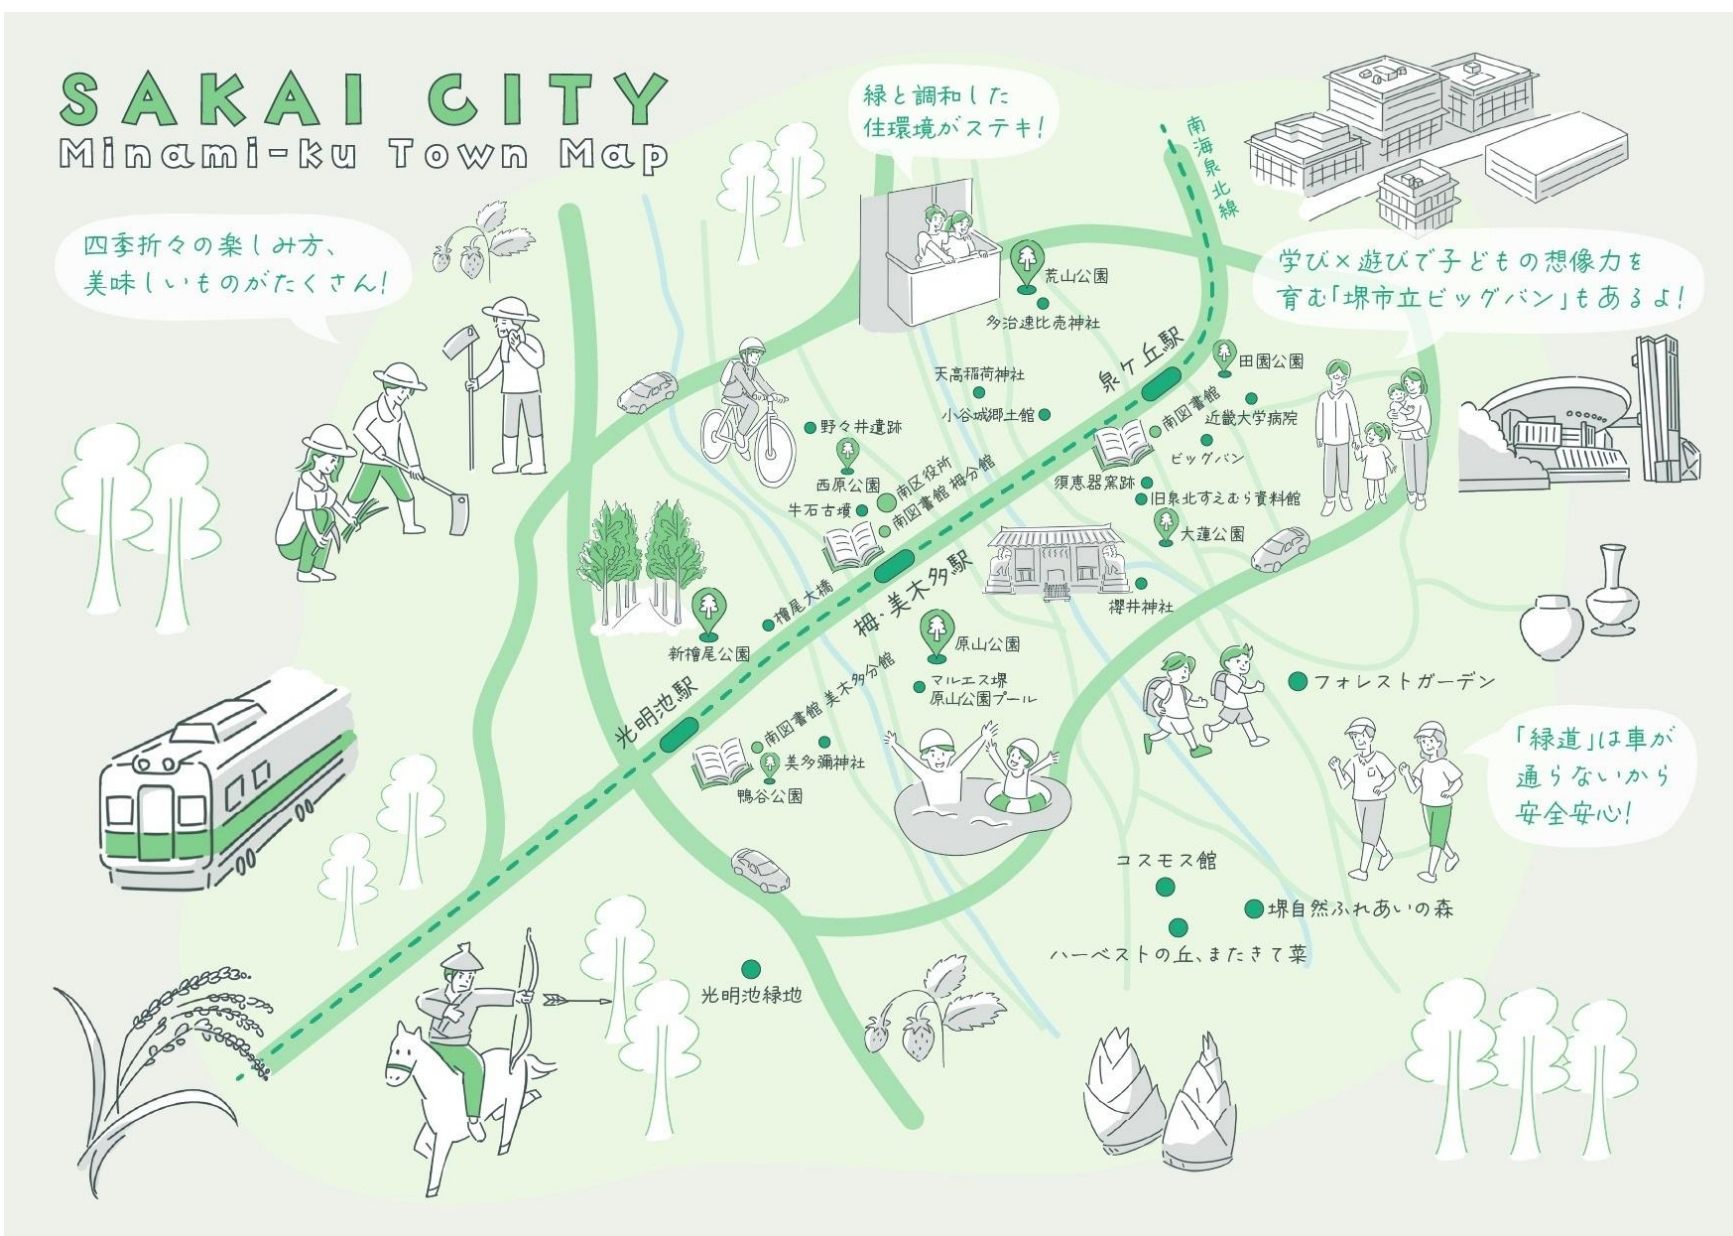 SAKAI CITY
Minami-ku Town Map
緑と調和した
住環境がステキ!
南海泉北線
四季折々の楽しみ方、
美味しいものがたくさん!
学び×遊びで子どもの想像力を
育む「堺市立ビッグバン」もあるよ!
荒山公園
多治速比売神社
泉ケ丘駅
田園公園
天高稲荷神社
小谷城郷土館
南図書館
近畿大学病院
ビッグバン
野々井遺跡
西原公園
南区役所
南図書館 栂分館
牛石古墳
須恵器窯跡
旧泉北すえむら資料館
大蓮公園
栂・美木多駅
檜尾大橋
櫻井神社
新檜尾公園
原山公園
マルエス堺
原山公園プール
フォレストガーデン
光明池駅
南図書館 美木多分館
美多彌神社
鴨谷公園
「緑道」は車が
通らないから
安全安心!
コスモス館
堺自然ふれあいの森
ハーベストの丘、またきて菜
光明池緑地